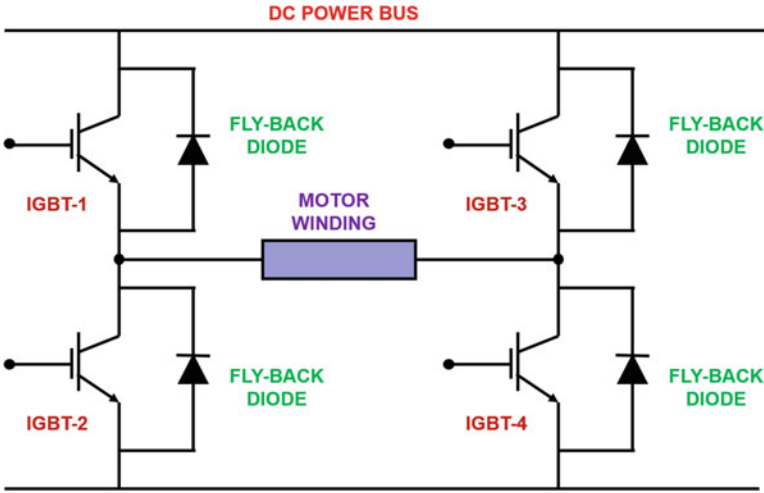 DC POWER BUS
FLY-BACK
DIODE
IGBT-1
MOTOR
WINDING
FLY-BACK
DIODE
IGBT-3
FLY-BACK
DIODE
IGBT-2
FLY-BACK
DIODE
IGBT-4